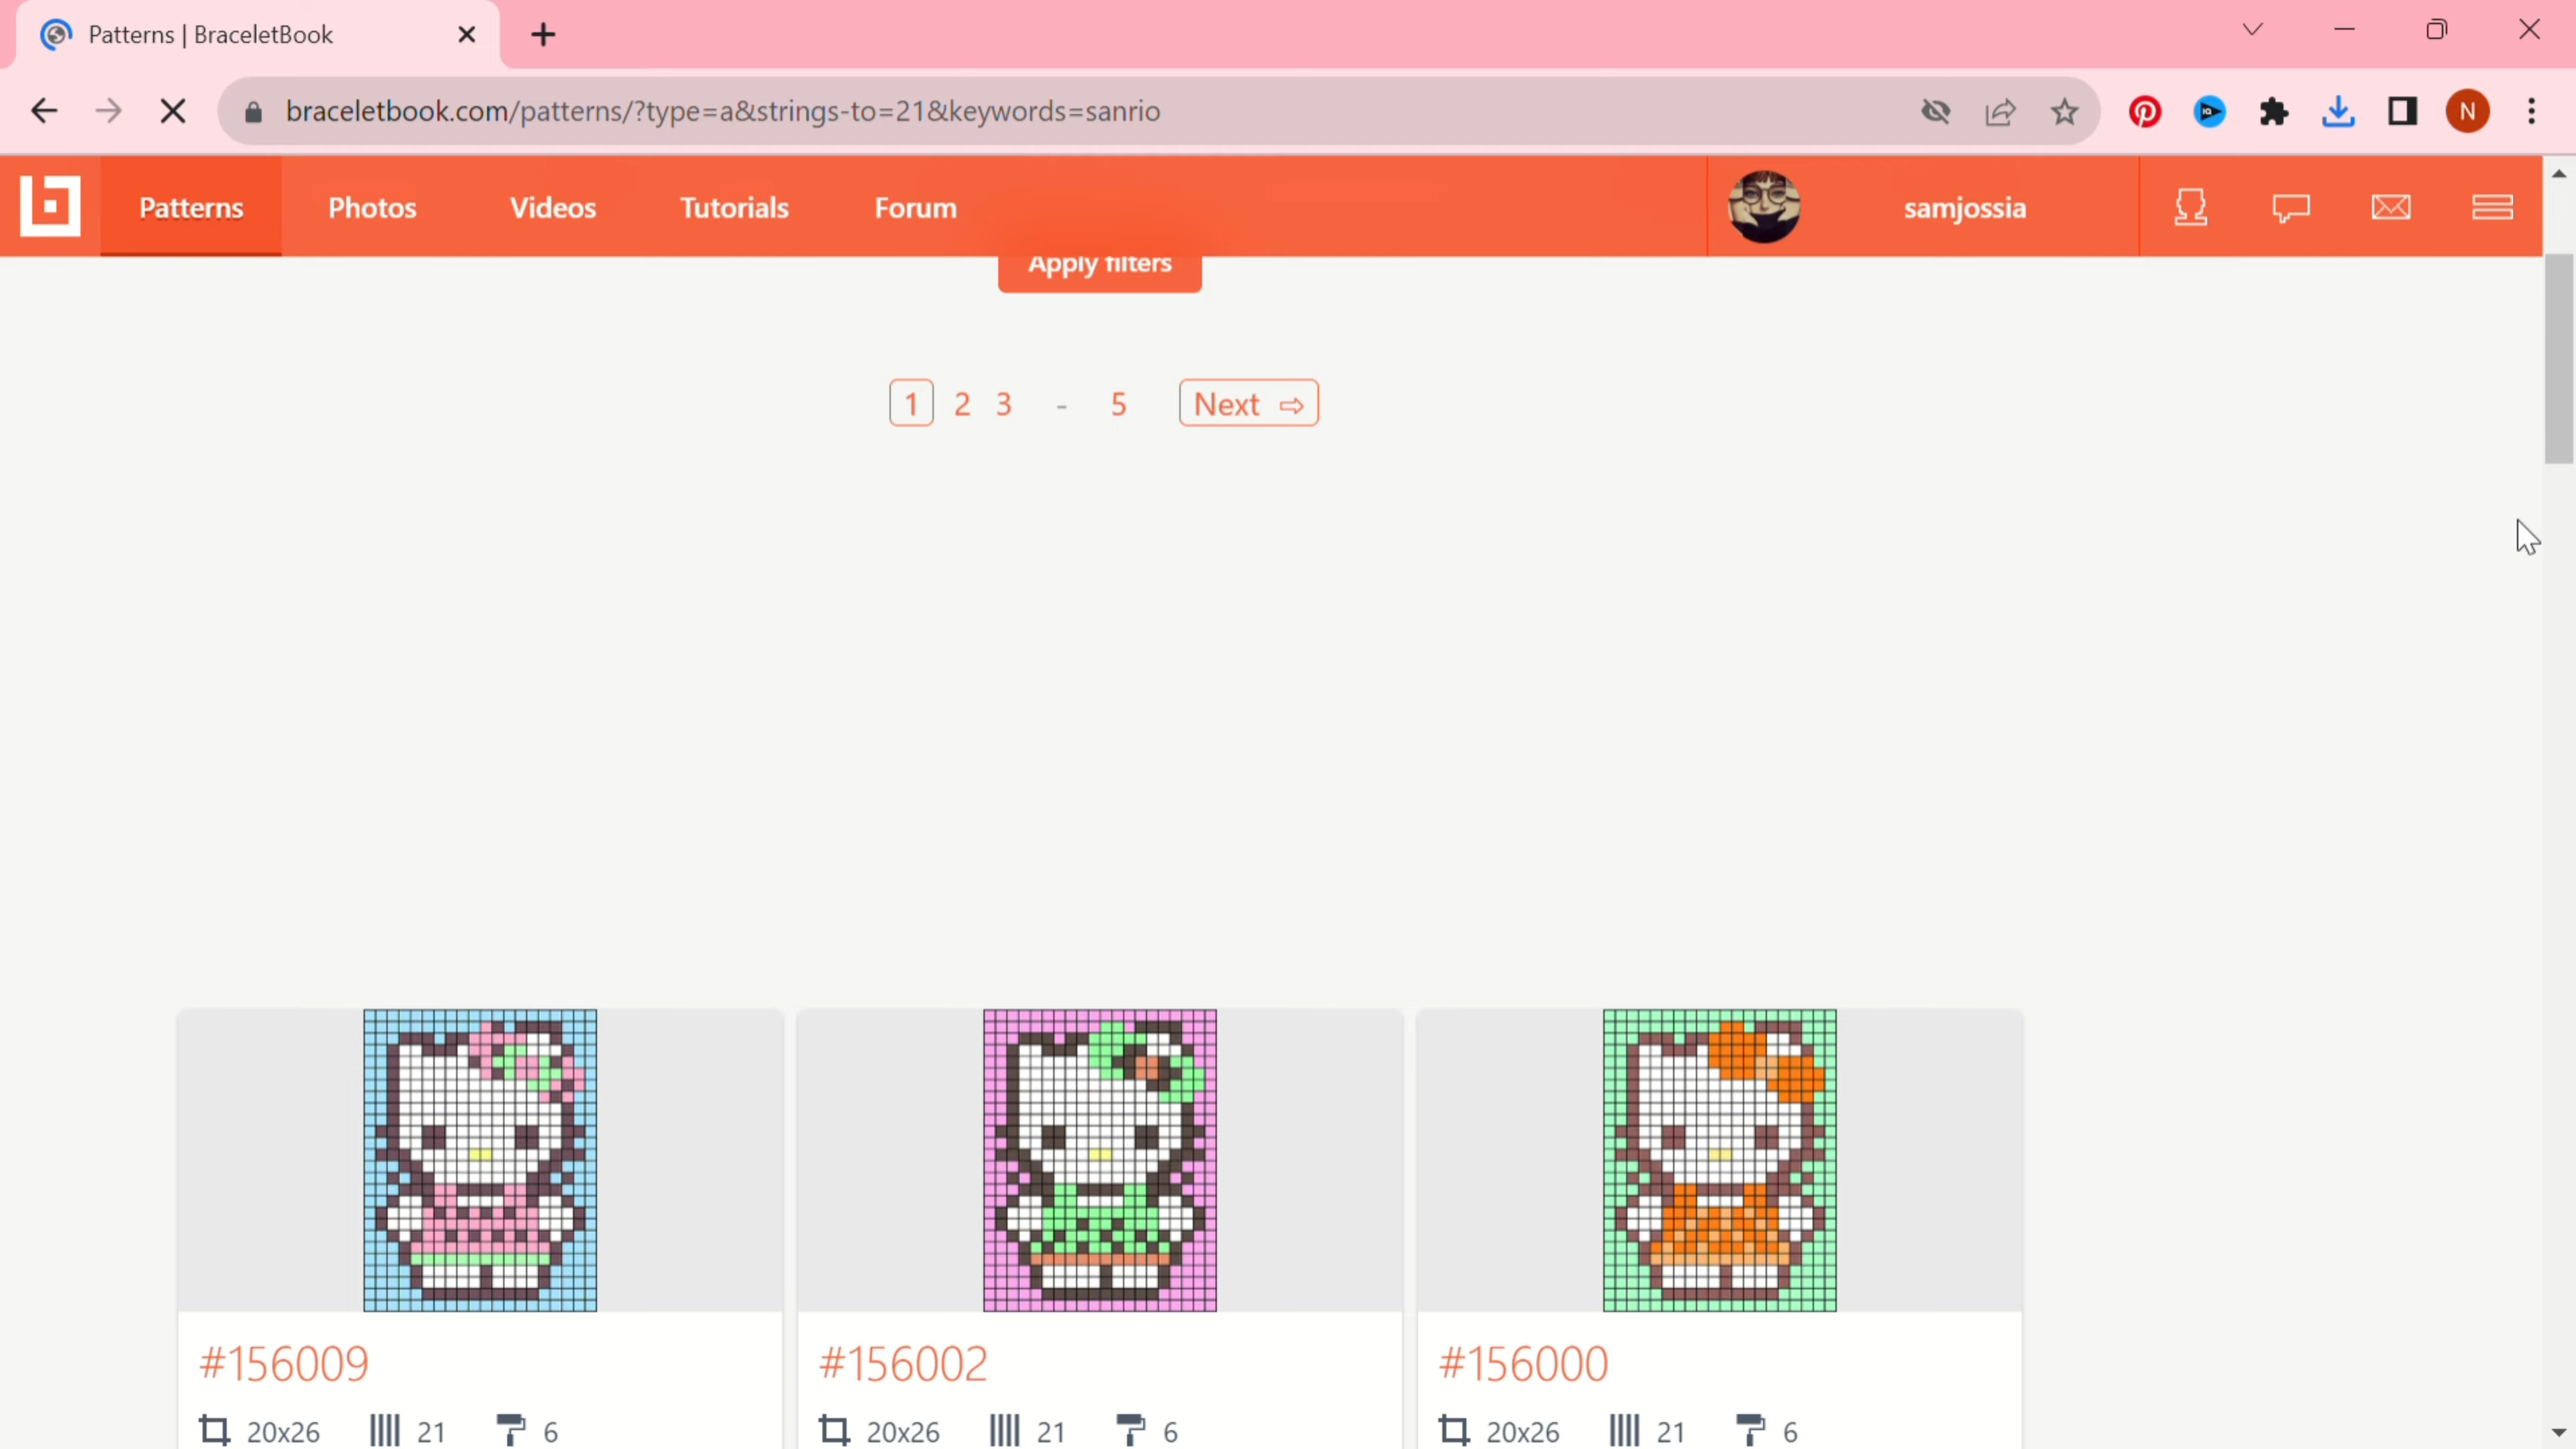 Patterns | BraceletBook
braceletbook.com/patterns/?type=a&strings-to=21&keywords=sanrio
N
Patterns Photos Videos Tutorials Forum samjossia
Apply filters
1 2 3 - 5 Next ⇨
#156009 #156002 #156000
20x26 21 6 20x26 21 6 20x26 21 6